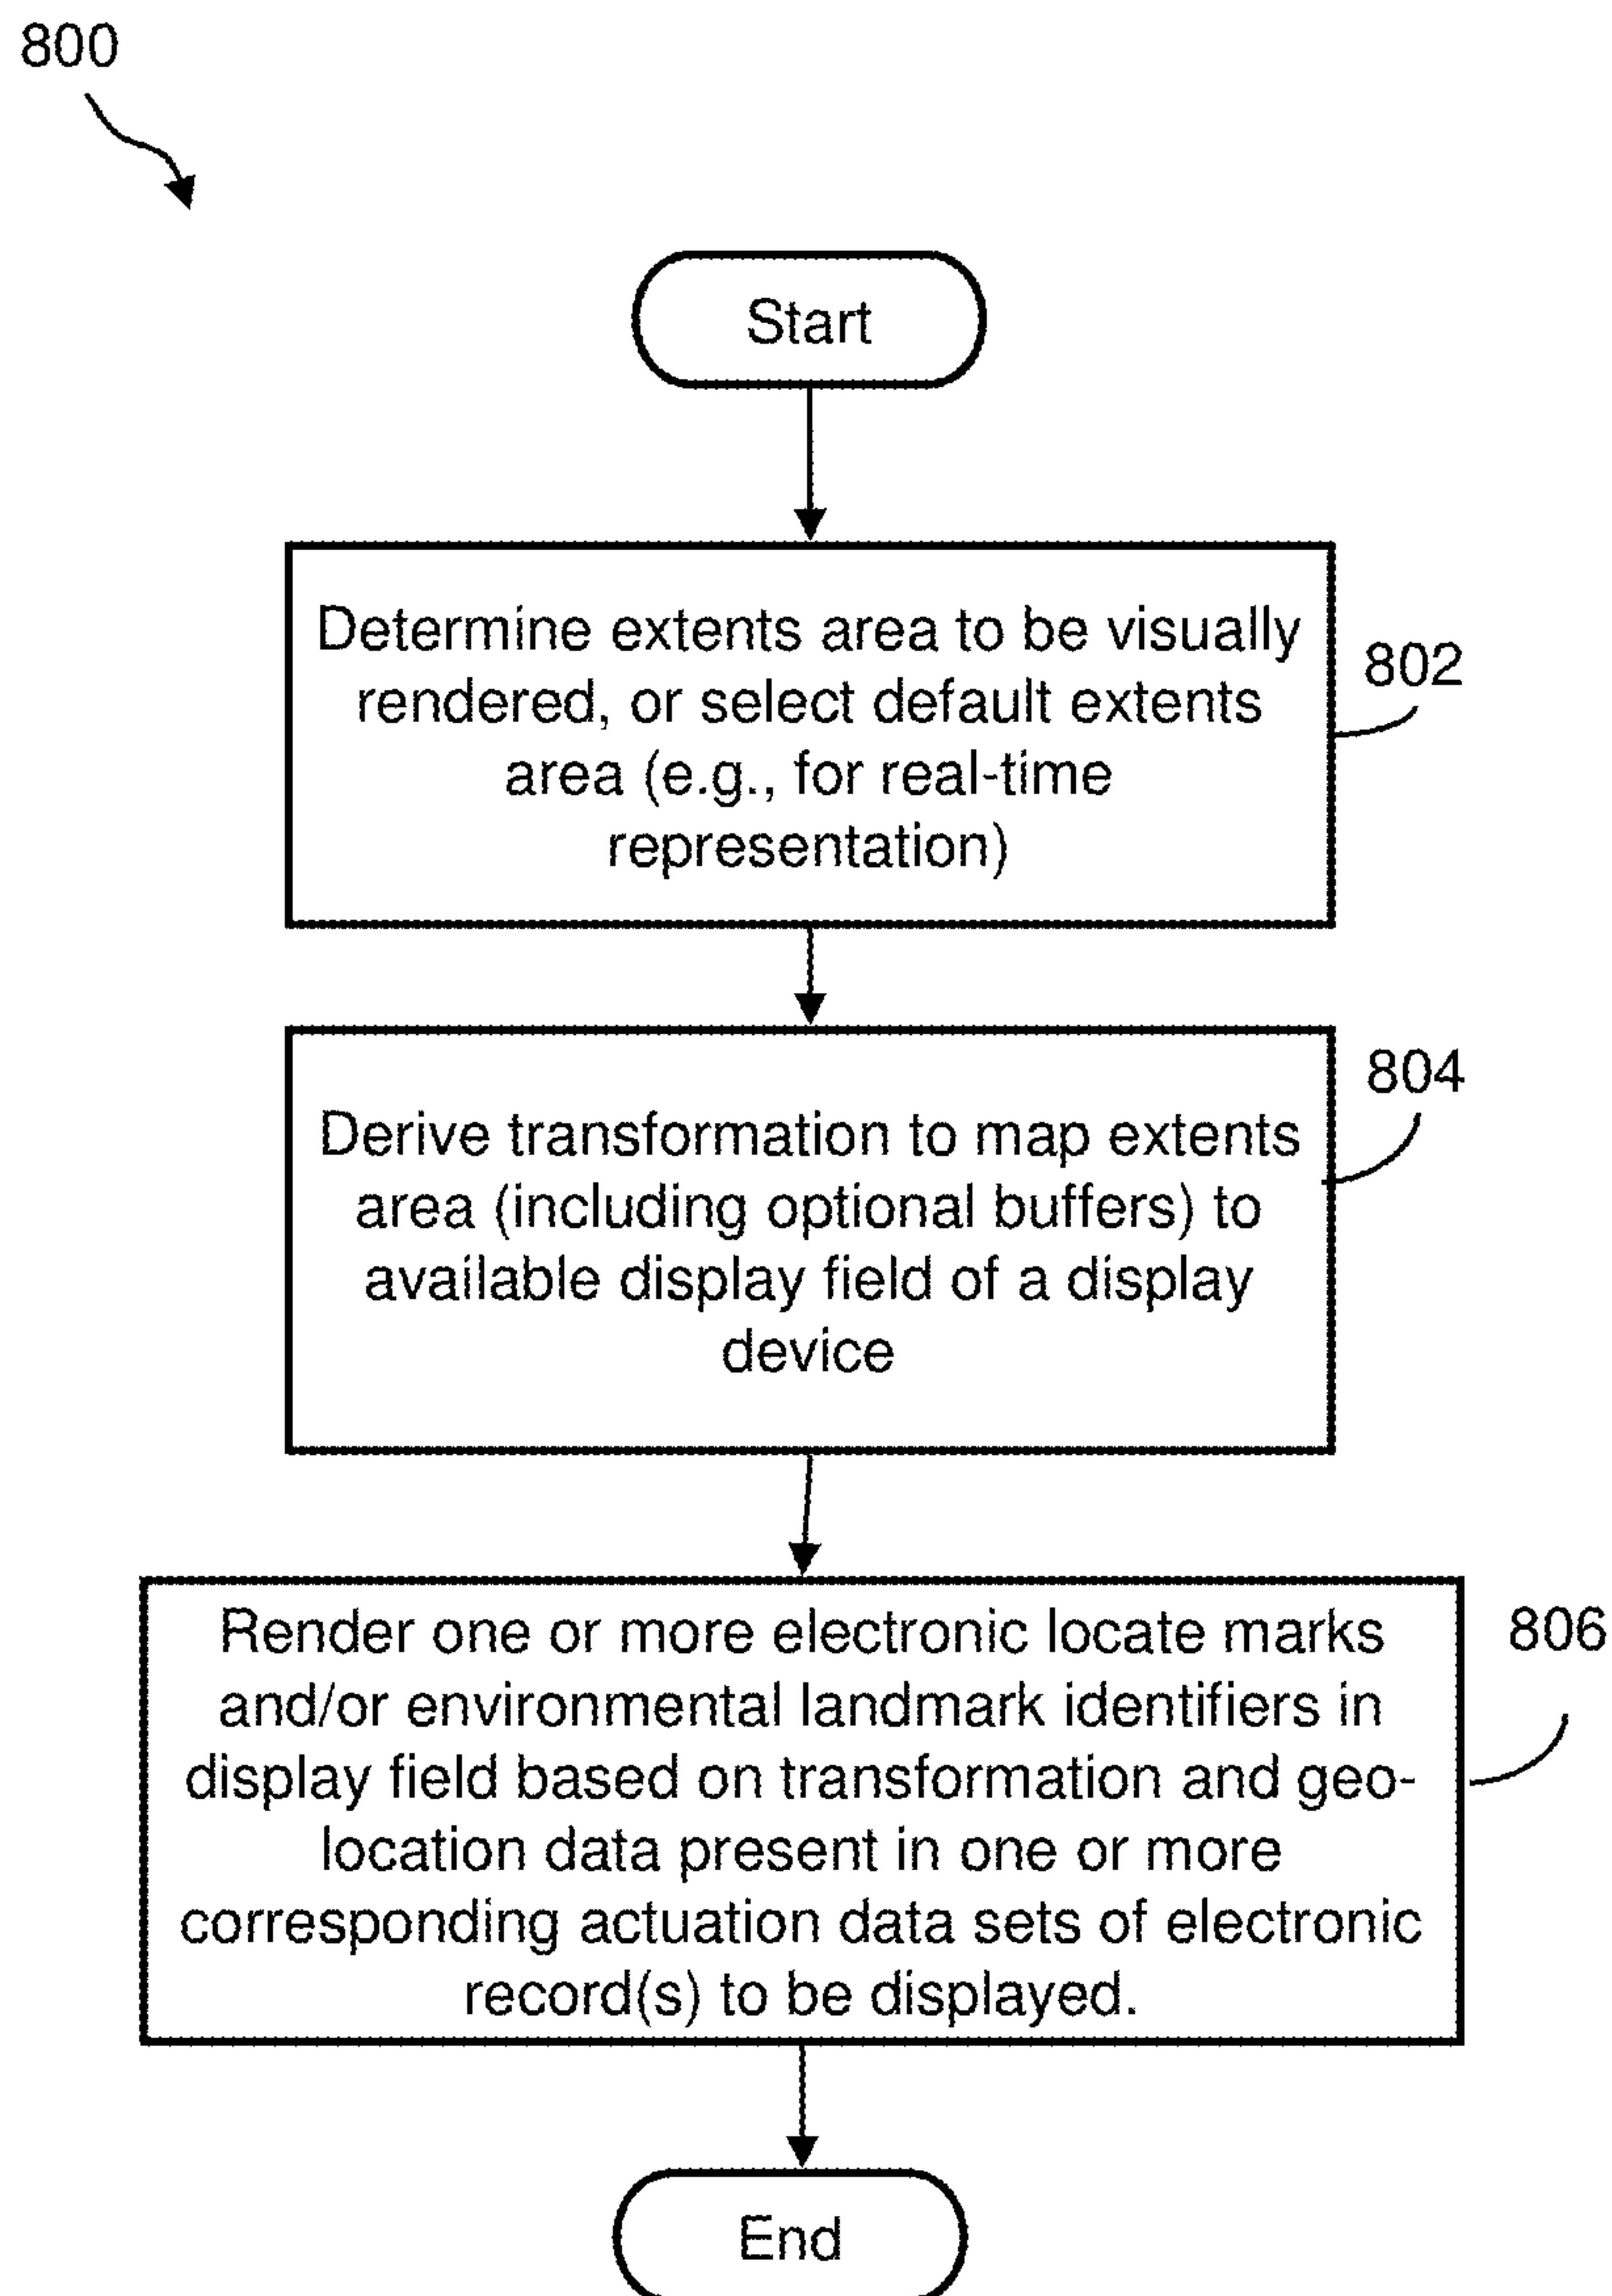 800
Start
Determine extents area to be visually
rendered, or select default extents
area (e.g., for real-time
representation)
802
Derive transformation to map extents
area (including optional buffers) to
available display field of a display
device
804
Render one or more electronic locate marks
and/or environmental landmark identifiers in
display field based on transformation and geo-
location data present in one or more
corresponding actuation data sets of electronic
record(s) to be displayed.
806
End